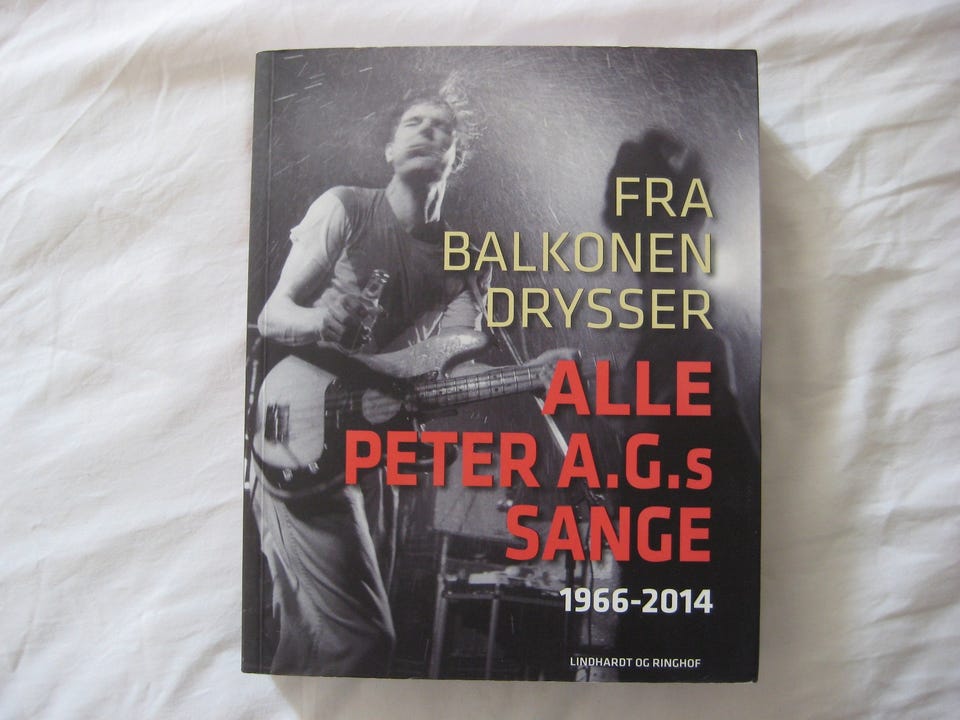 FRA
BALKONEN
DRYSSER
ALLE
PETER A.G.s
SANGE
1966-2014
LINDHARDT OG RINGHOF